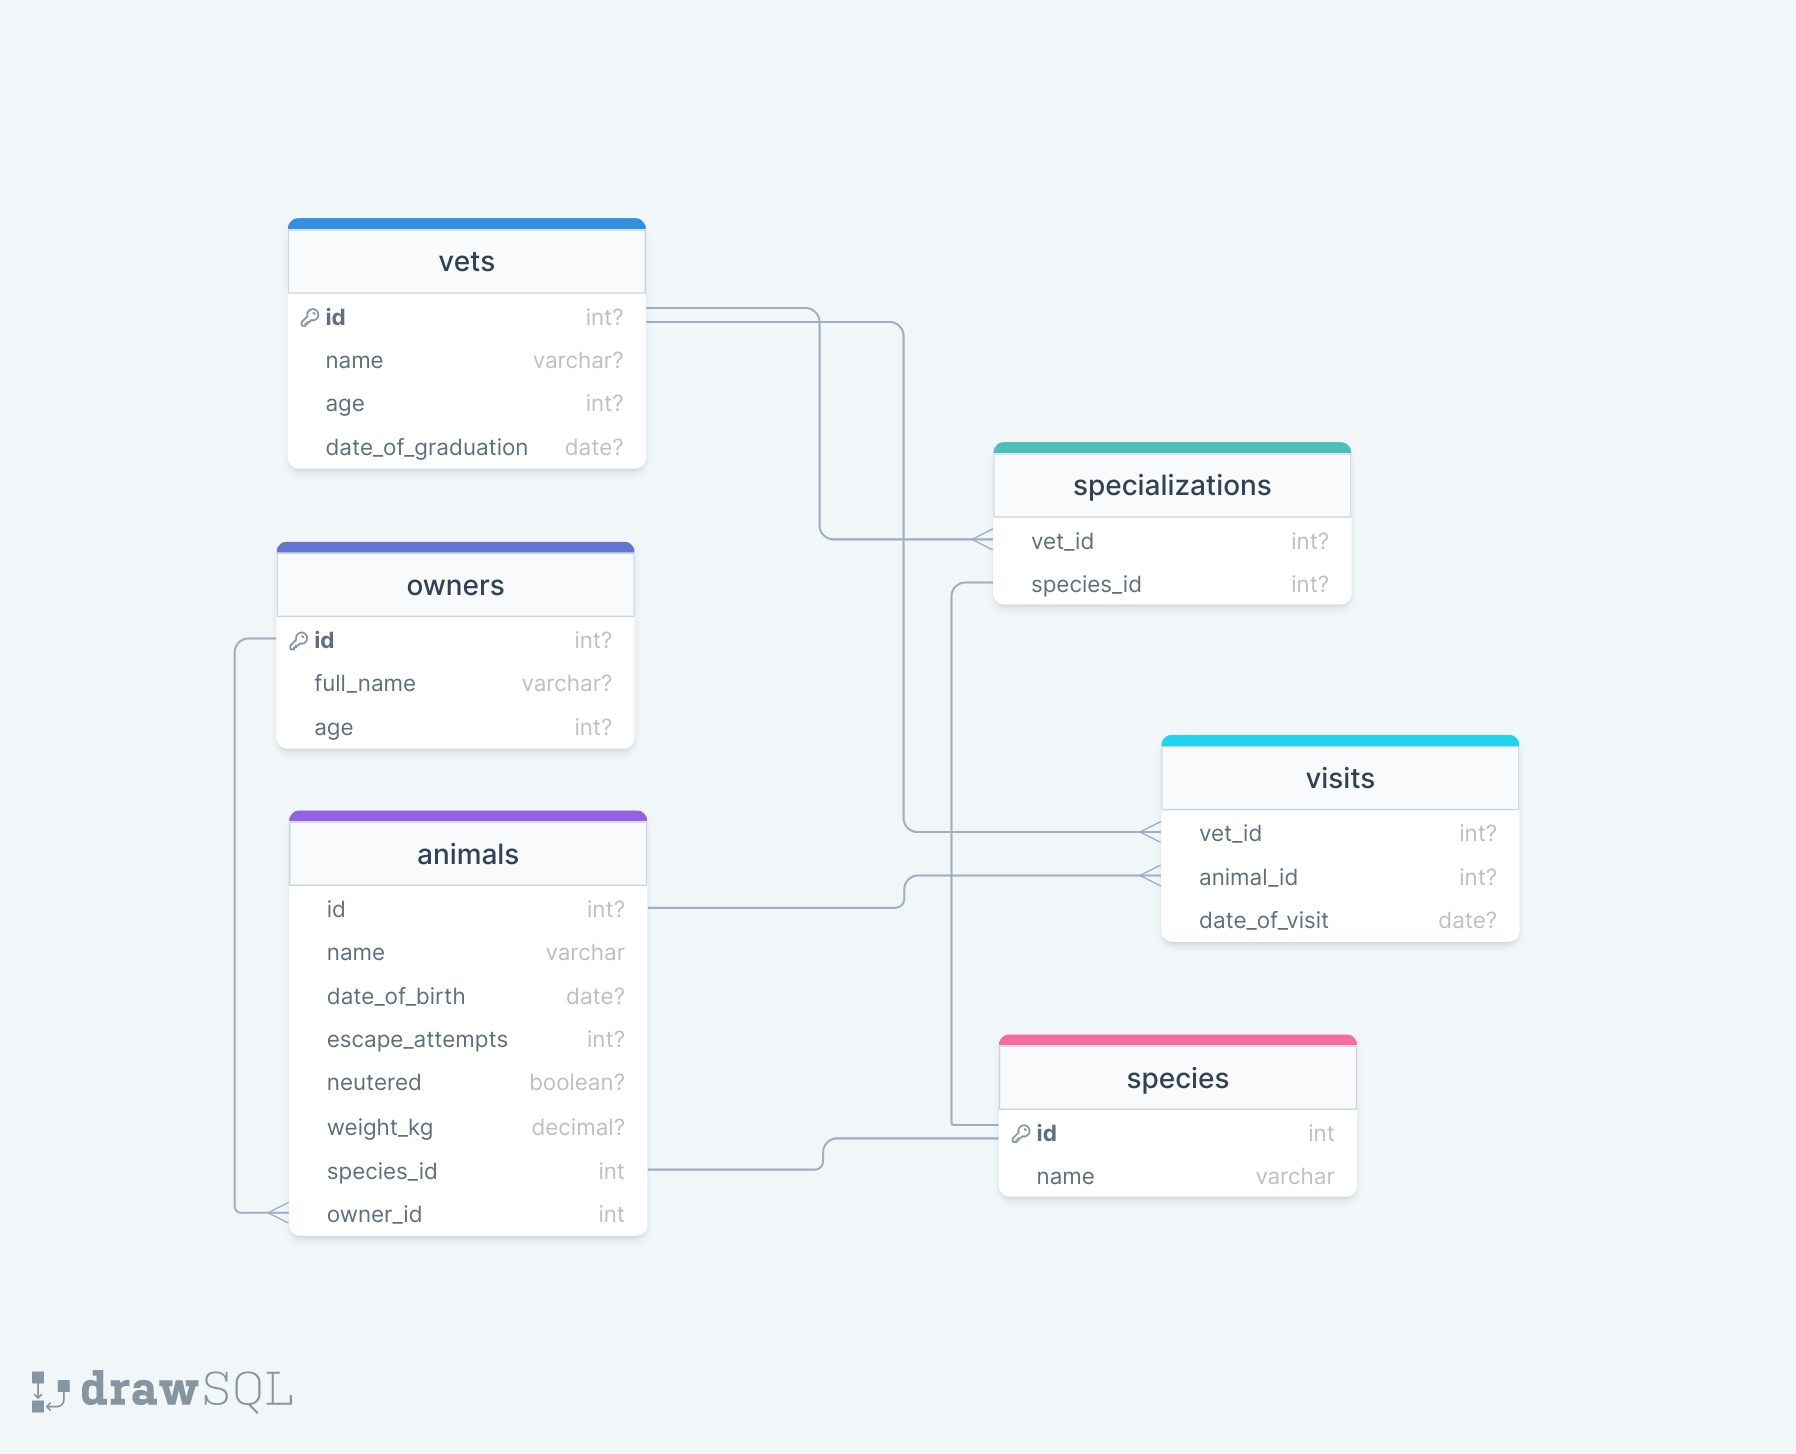 vets
id int?
name varchar?
age int?
date_of_graduation date?
owners
id int?
full_name varchar?
age int?
animals
id int?
name varchar
date_of_birth date?
escape_attempts int?
neutered boolean?
weight_kg decimal?
species_id int
owner_id int
specializations
vet_id int?
species_id int?
visits
vet_id int?
animal_id int?
date_of_visit date?
species
id int
name varchar
drawSQL